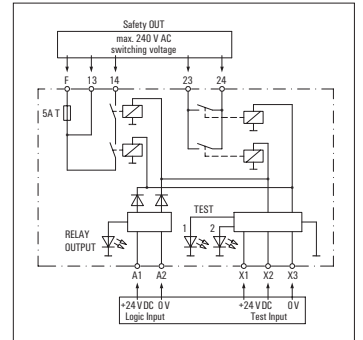 Safety OUT
max. 240 V AC
switching voltage
F 13 14 23 24
5A T
TEST
RELAY
OUTPUT
1 2
A1 A2 X1 X2 X3
+24 V DC 0 V +24 V DC 0 V
Logic Input Test Input